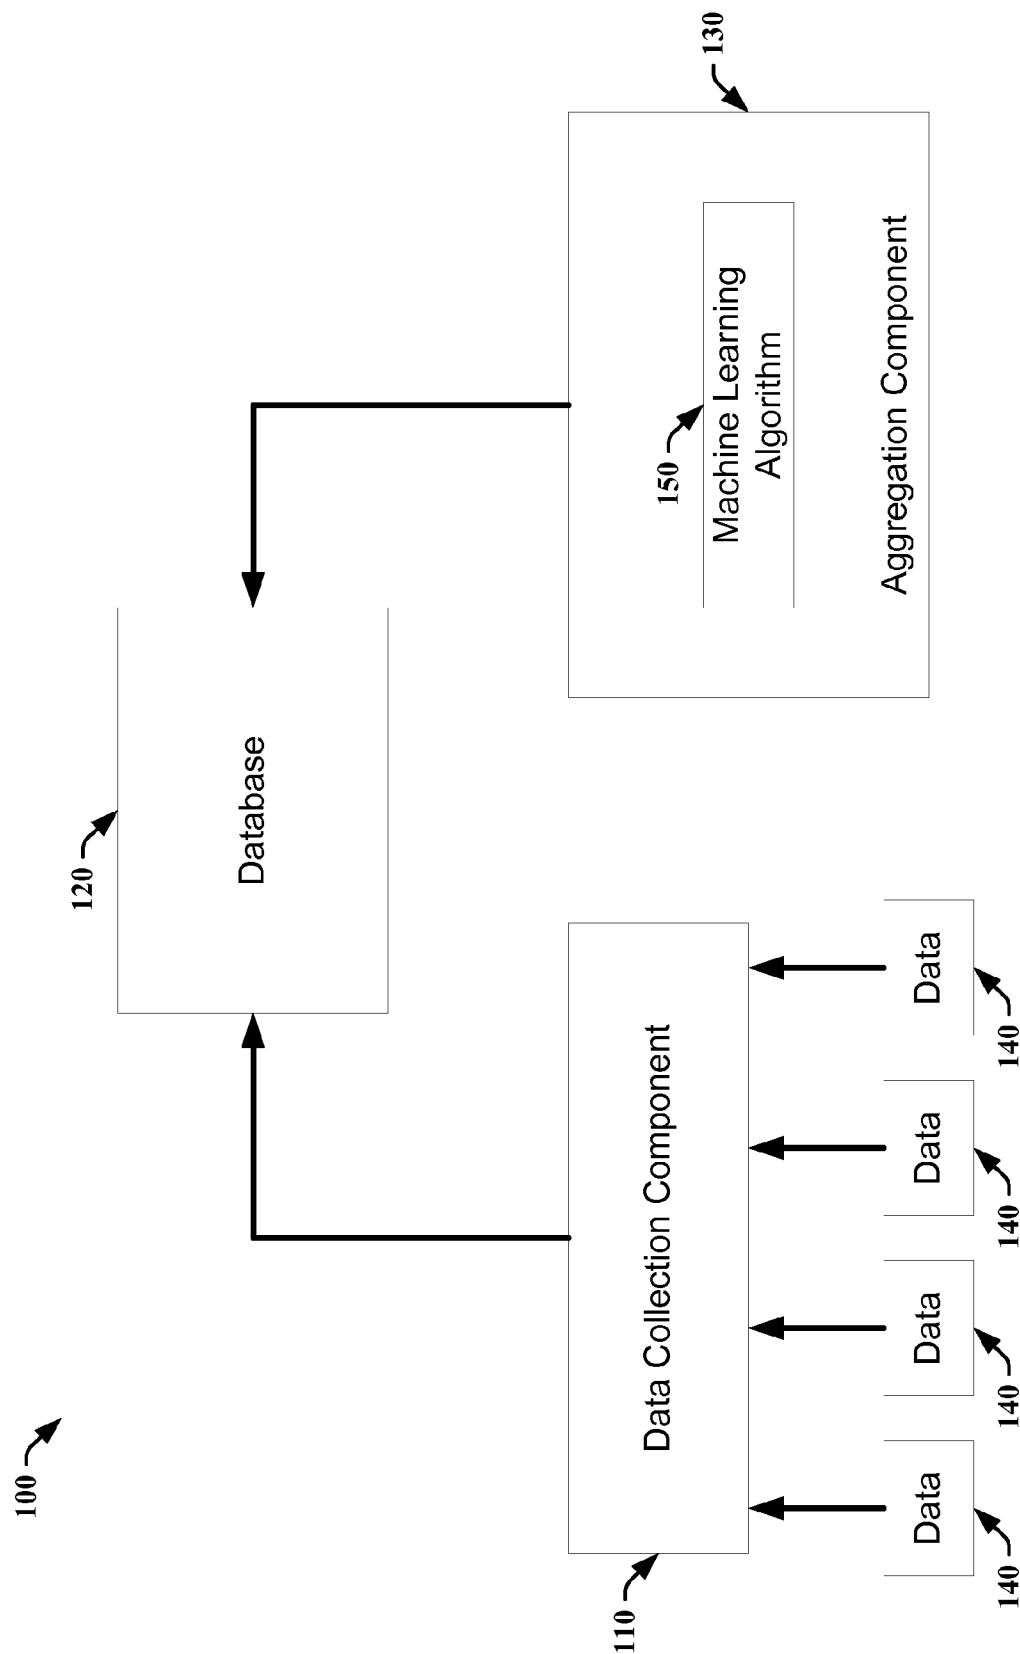 100
120
Database
110
Data Collection Component
130
150
Machine Learning
Algorithm
Aggregation Component
Data
Data
Data
Data
140
140
140
140